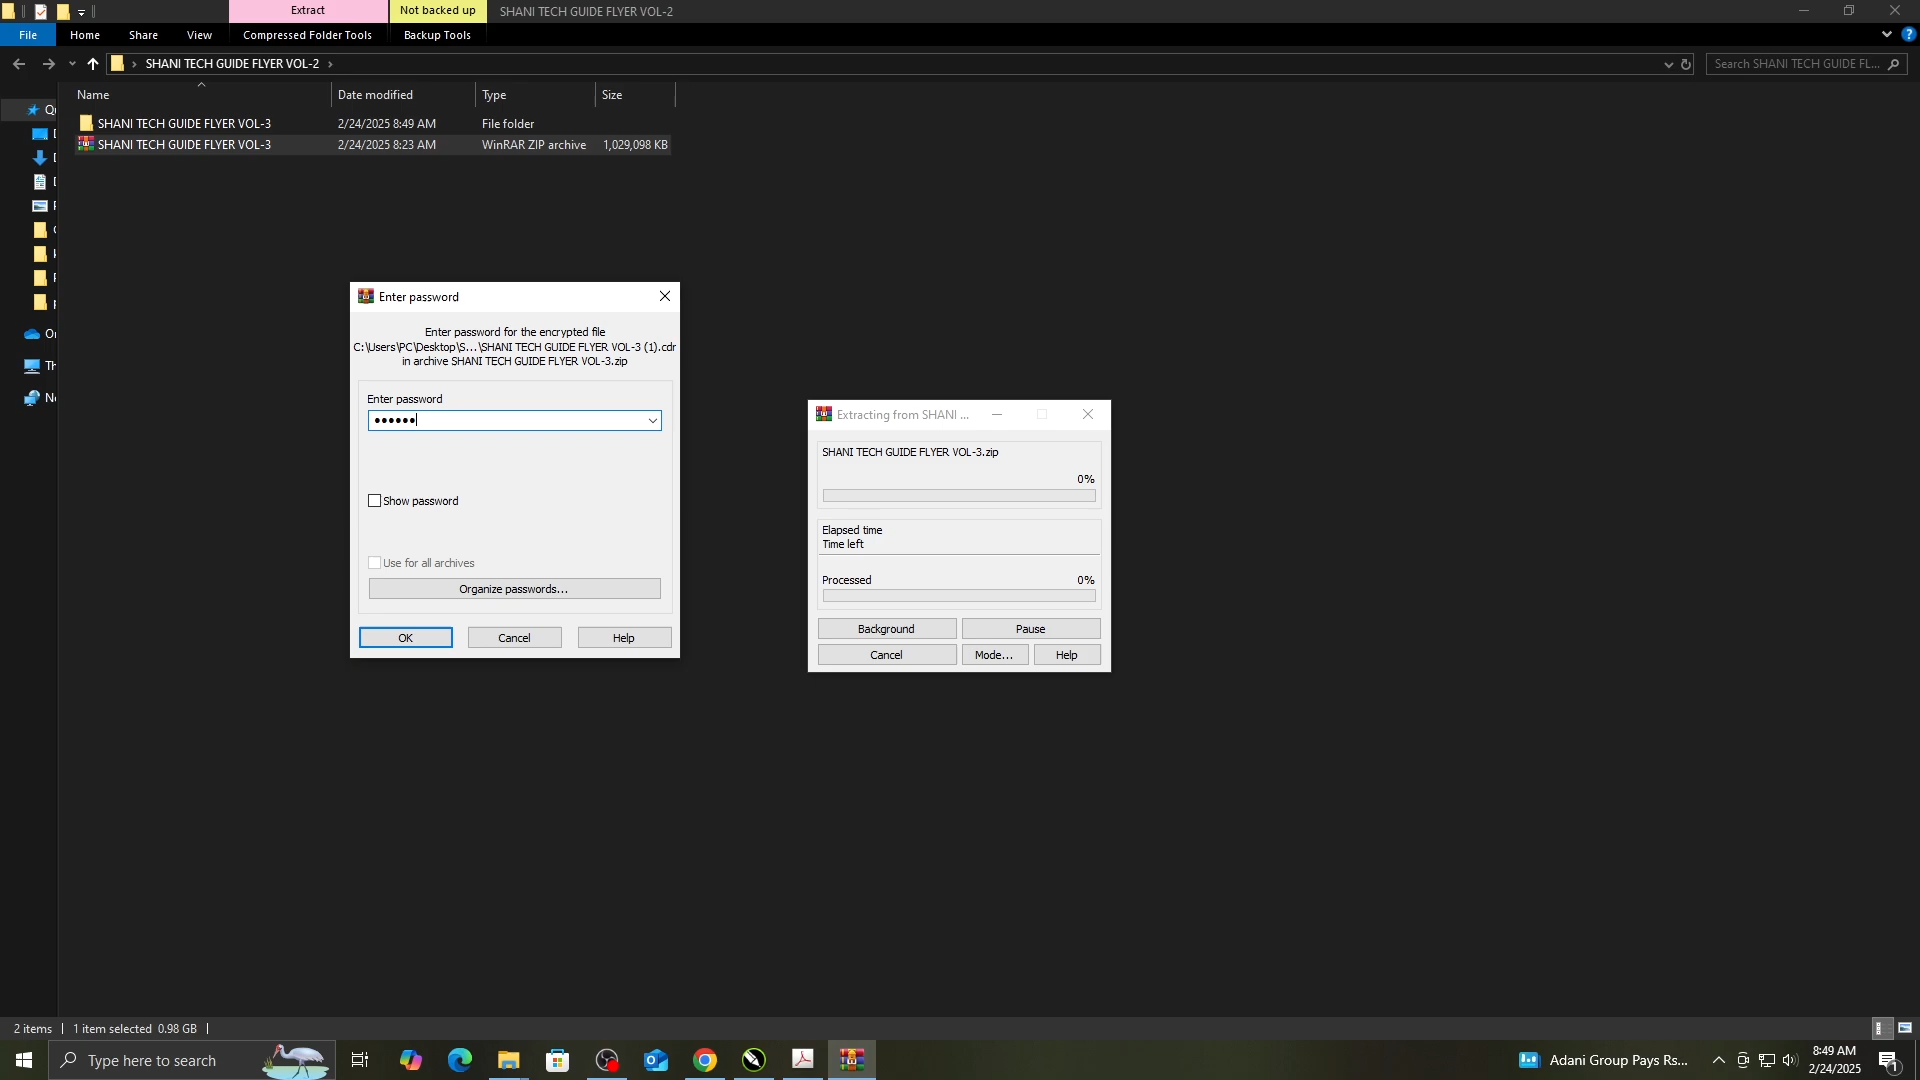 Extract
Not backed up
SHANI TECH GUIDE FLYER VOL-2
File
Home
Share
View
Compressed Folder Tools
Backup Tools
SHANI TECH GUIDE FLYER VOL-2
Search SHANI TECH GUIDE FL...
Name
Date modified
Type
Size
SHANI TECH GUIDE FLYER VOL-3
2/24/2025 8:49 AM
File folder
SHANI TECH GUIDE FLYER VOL-3
2/24/2025 8:23 AM
WinRAR ZIP archive
1,029,098 KB
Enter password
Enter password for the encrypted file
C:\Users\PC\Desktop\S...\SHANI TECH GUIDE FLYER VOL-3 (1).cdr
in archive SHANI TECH GUIDE FLYER VOL-3.zip
Enter password
Show password
Use for all archives
Organize passwords...
OK
Cancel
Help
Extracting from SHANI ...
SHANI TECH GUIDE FLYER VOL-3.zip
0%
Elapsed time
Time left
Processed
0%
Background
Pause
Cancel
Mode...
Help
2 items
1 item selected 0.98 GB
Type here to search
Adani Group Pays Rs...
8:49 AM
2/24/2025
1